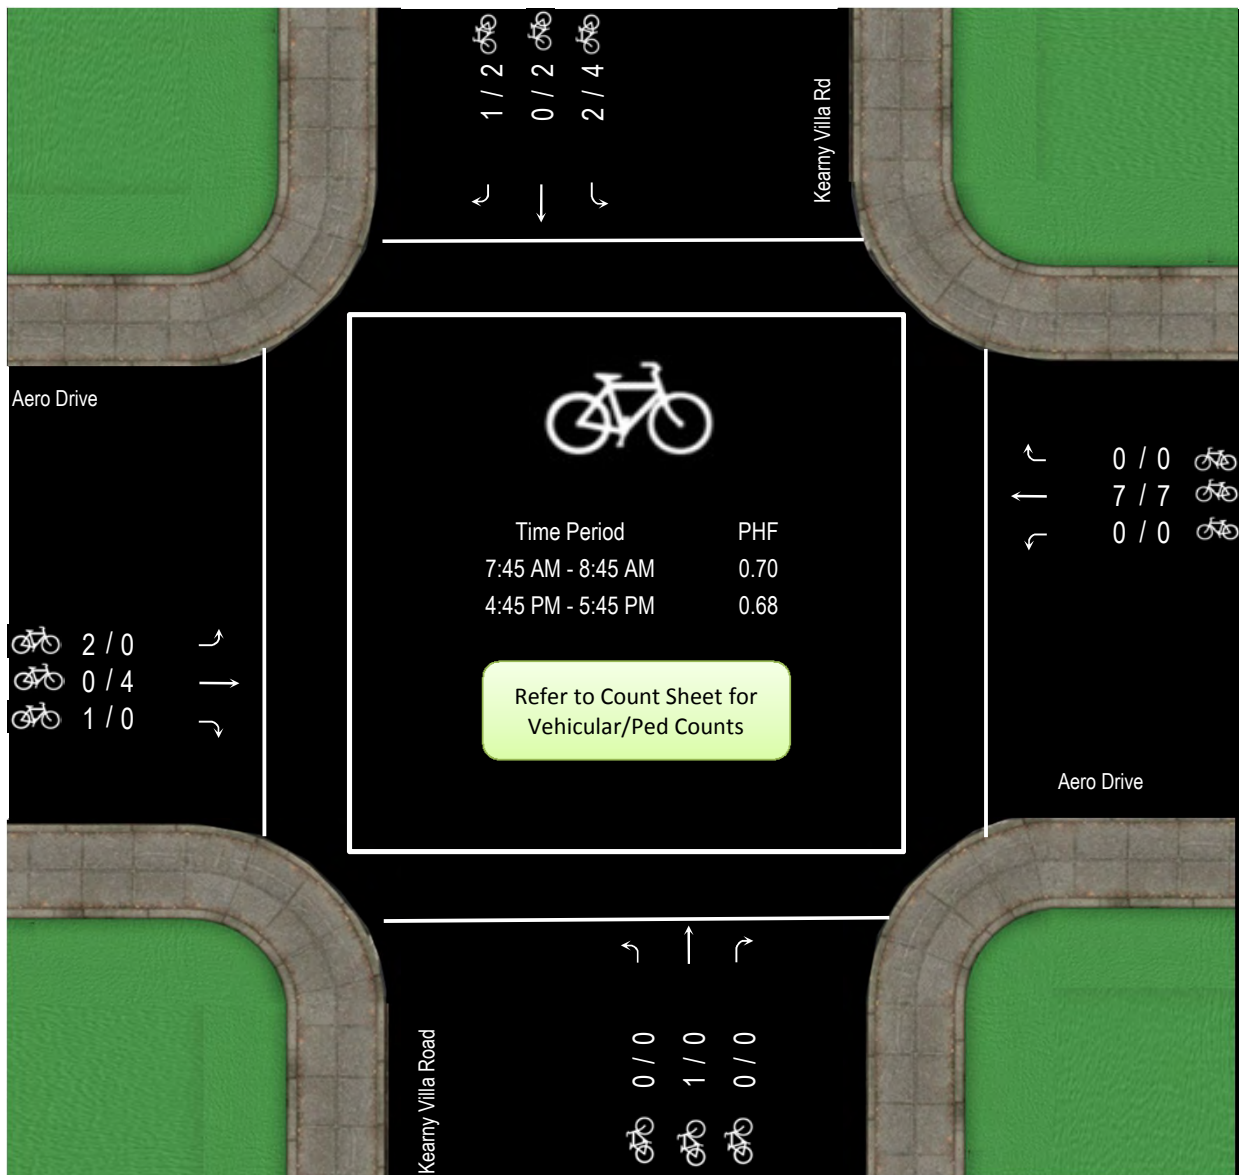 1 / 2
0 / 2
2 / 4
Kearny Villa Rd
Aero Drive
0 / 0
7 / 7
0 / 0
Time Period PHF
7:45 AM - 8:45 AM 0.70
4:45 PM - 5:45 PM 0.68
2 / 0
0 / 4
1 / 0
Refer to Count Sheet for
Vehicular/Ped Counts
Aero Drive
Kearny Villa Road
0 / 0
1 / 0
0 / 0